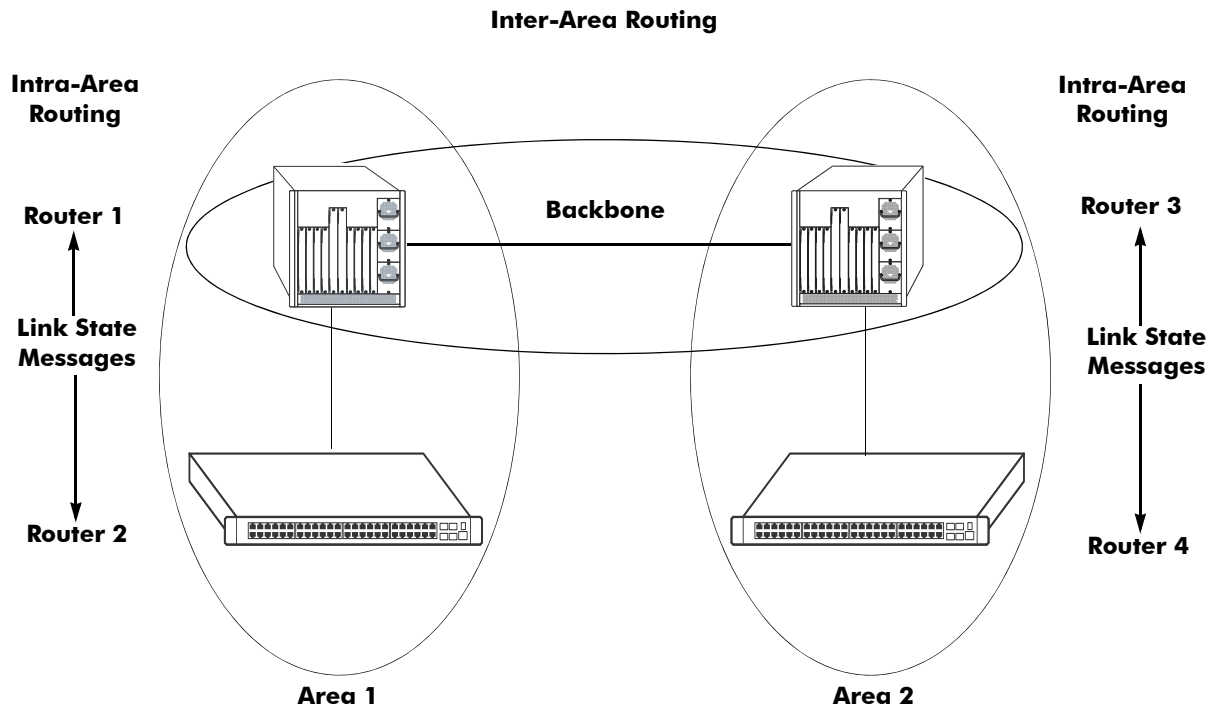 Inter-Area Routing
Intra-Area
Routing
Intra-Area
Routing
Router 1
Backbone
Router 3
Link State
Messages
Link State
Messages
Router 2
Router 4
Area 1
Area 2